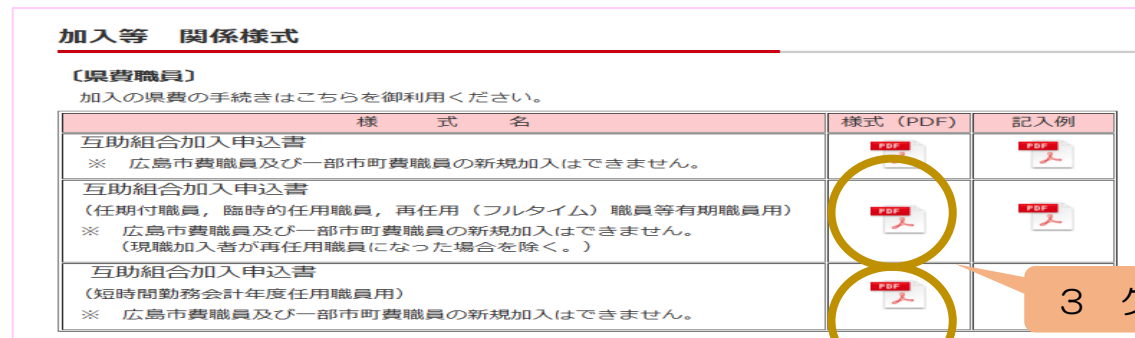 加入等　関係様式
〔県費職員〕
加入の県費の手続きはこちらを御利用ください。
様　式　名
様式（PDF）
記入例
互助組合加入申込書
※　広島市費職員及び一部市町費職員の新規加入はできません。
PDF
PDF
互助組合加入申込書
（任期付職員，臨時的任用職員，再任用（フルタイム）職員等有期職員用）
※　広島市費職員及び一部市町費職員の新規加入はできません。
（現職加入者が再任用職員になった場合を除く。）
PDF
PDF
互助組合加入申込書
（短時間勤務会計年度任用職員用）
※　広島市費職員及び一部市町費職員の新規加入はできません。
PDF
３